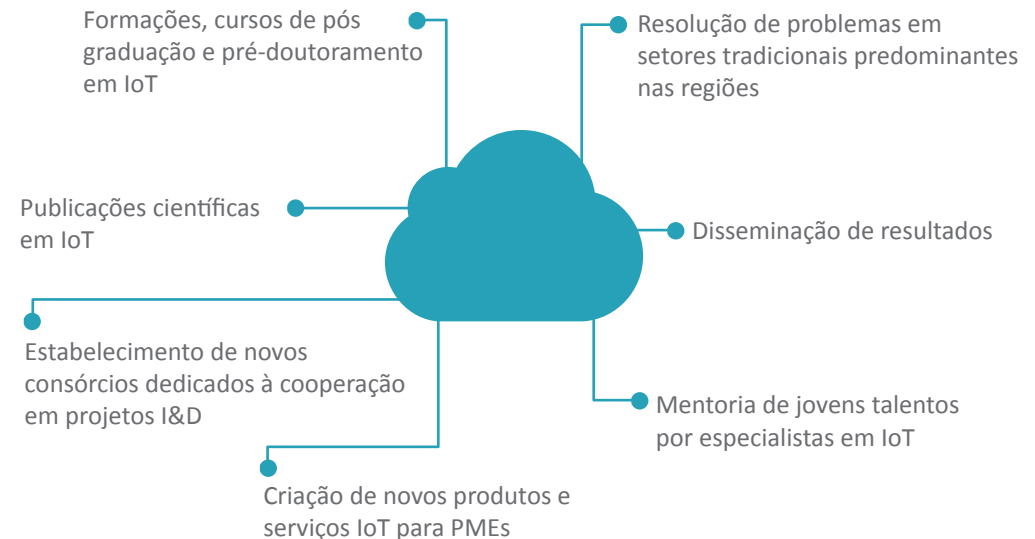 Formações, cursos de pós
graduação e pré-doutoramento
em IoT
Resolução de problemas em
setores tradicionais predominantes
nas regiões
Publicações científicas
em IoT
Disseminação de resultados
Estabelecimento de novos
consórcios dedicados à cooperação
em projetos I&D
Mentoria de jovens talentos
por especialistas em IoT
Criação de novos produtos e
serviços IoT para PMEs